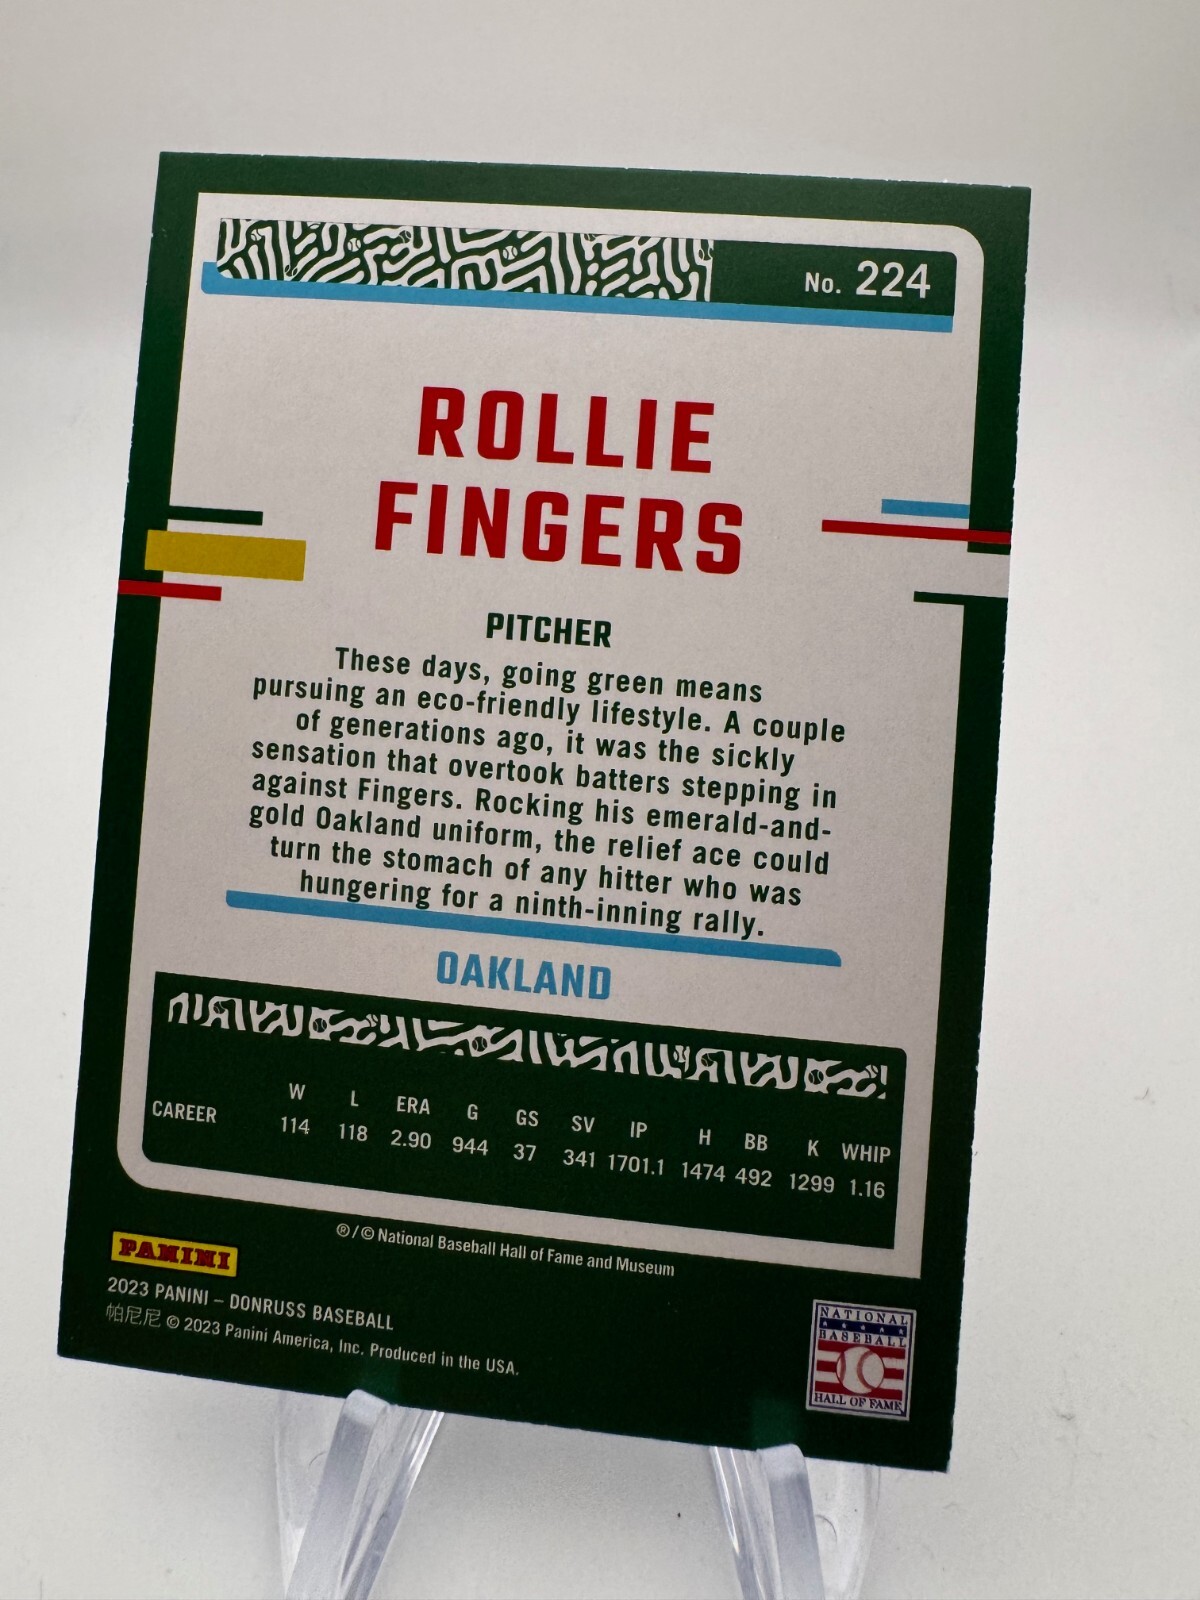 No. 224
ROLLIE
FINGERS
PITCHER
These days, going green means
pursuing an eco-friendly lifestyle. A couple
of generations ago, it was the sickly
sensation that overtook batters stepping in
against Fingers. Rocking his emerald-and-
gold Oakland uniform, the relief ace could
turn the stomach of any hitter who was
hungering for a ninth-inning rally.
OAKLAND
W L ERA G GS SV IP H BB K WHIP
CAREER 114 118 2.90 944 37 341 1701.1 1474 492 1299 1.16
®/© National Baseball Hall of Fame and Museum
PANINI
2023 PANINI – DONRUSS BASEBALL
帕尼尼 © 2023 Panini America, Inc. Produced in the USA.
NATIONAL
BASEBALL
HALL OF FAME